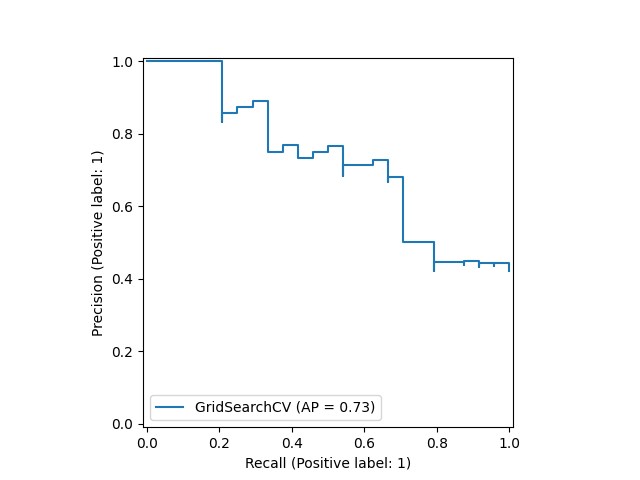 1.0
0.8
0.6
0.4
0.2
0.0
Precision (Positive label: 1)
GridSearchCV (AP = 0.73)
0.0 0.2 0.4 0.6 0.8 1.0
Recall (Positive label: 1)